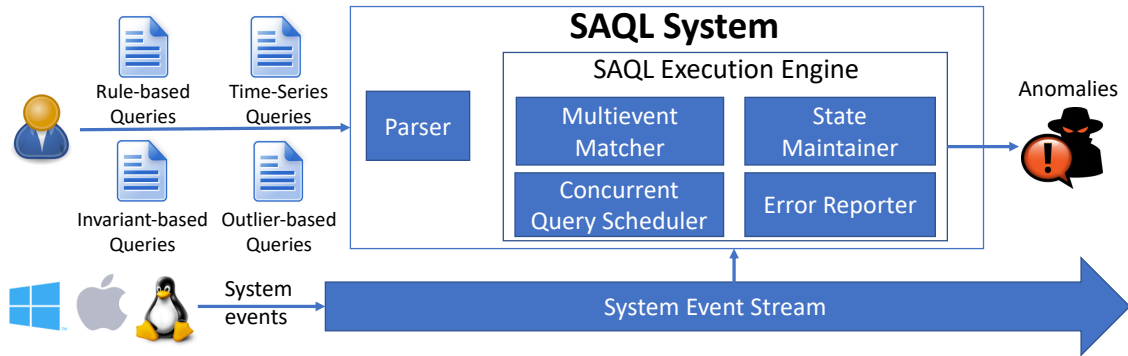 SAQL System
SAQL Execution Engine
Rule-based
Queries
Time-Series
Queries
Invariant-based
Queries
Outlier-based
Queries
Parser
Multievent
Matcher
State
Maintainer
Concurrent
Query Scheduler
Error Reporter
Anomalies
!
System
events
System Event Stream